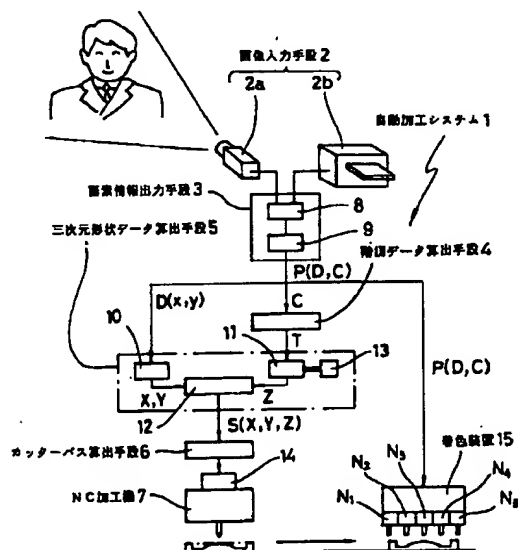 画像入力手段2
2a
2b
自動加工システム1
画素情報出力手段3
8
三次元形状データ算出手段5
9
階調データ算出手段4
P(D,C)
D(x,y)
C
10
11
T
13
X,Y
Z
12
P(D,C)
S(X,Y,Z)
着色装置15
カッターパス算出手段6
14
N1
N2
N3
N4
N5
NC加工機7